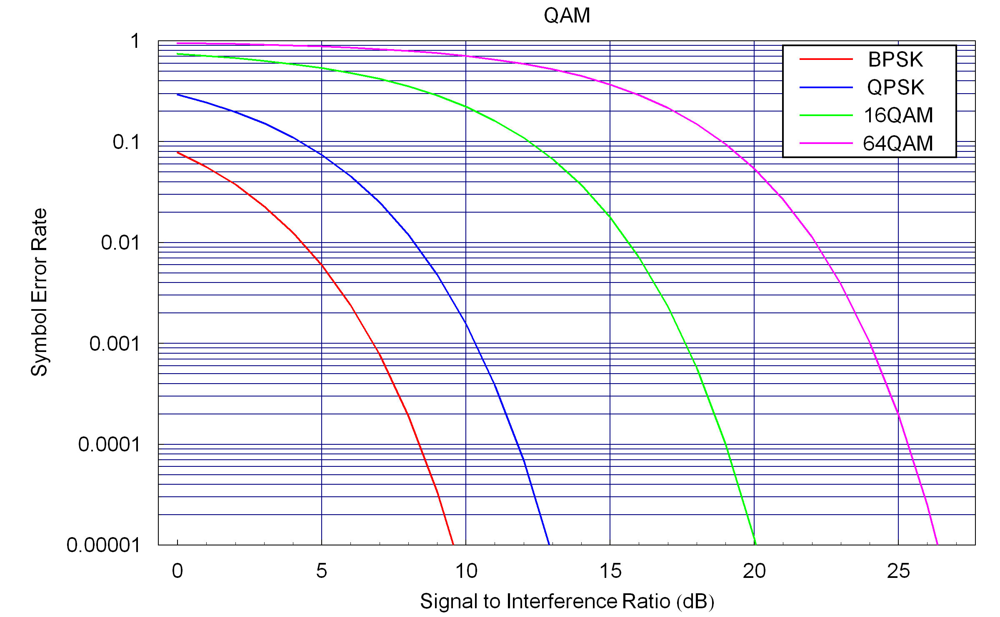 QAM
1
0.1
0.01
0.001
0.0001
0.00001
Symbol Error Rate
BPSK
QPSK
16QAM
64QAM
0 5 10 15 20 25
Signal to Interference Ratio (dB)